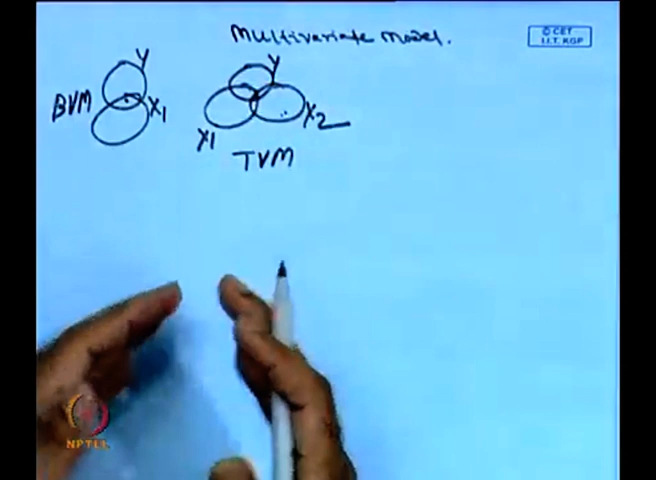 Multivariate Model.
© CET
I.I.T. KGP
Y
BVM
X1
Y
X1
X2
TVM
NPTEL